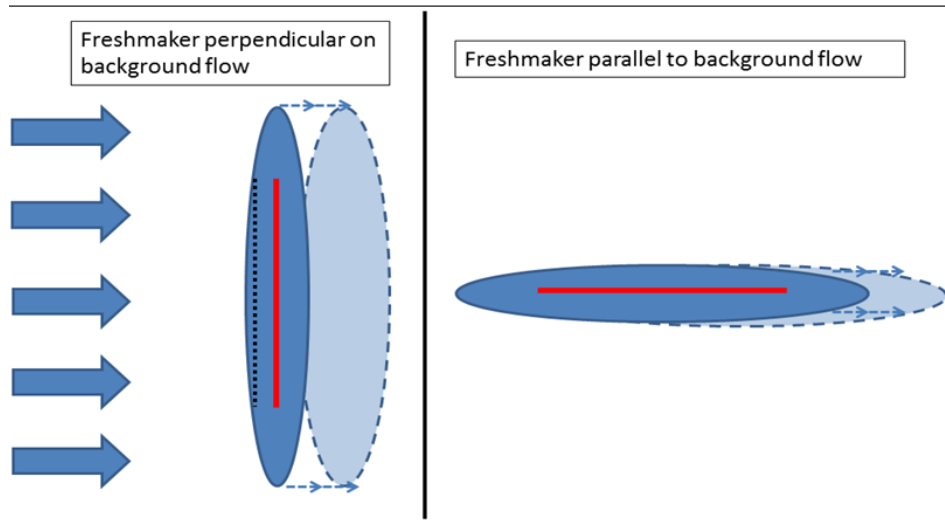 Freshmaker perpendicular on
background flow
Freshmaker parallel to background flow